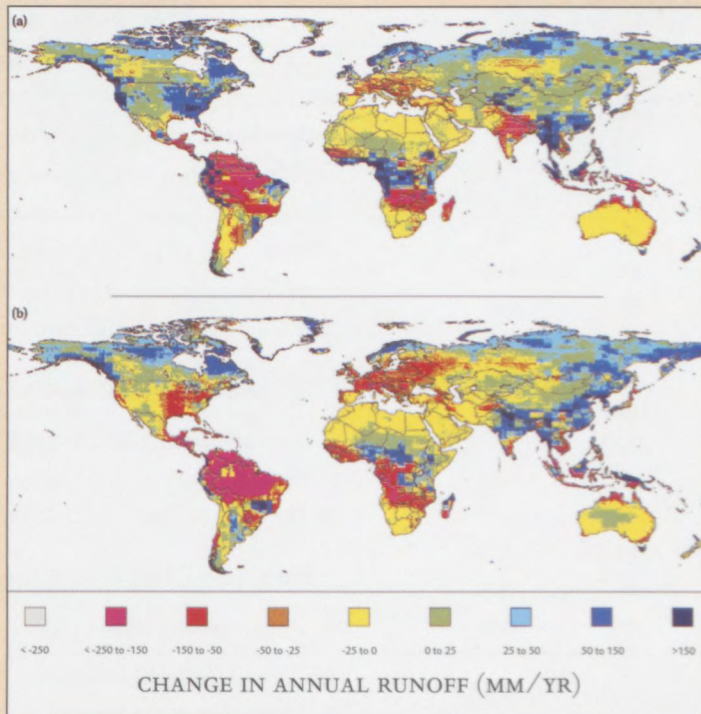 (a)
(b)
< -250
< -250 to -150
-150 to -50
-50 to -25
-25 to 0
0 to 25
25 to 50
50 to 150
>150
CHANGE IN ANNUAL RUNOFF (MM/YR)